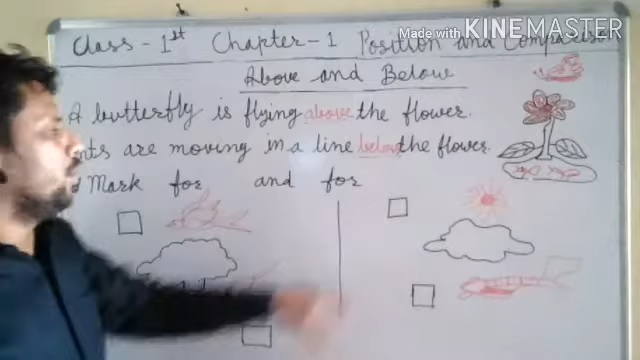 Made with KINEMASTER
Class - 1st Chapter - 1 Position and Comparison
Above and Below
A butterfly is flying above the flower.
are moving in a line below the flower.
Mark for and for